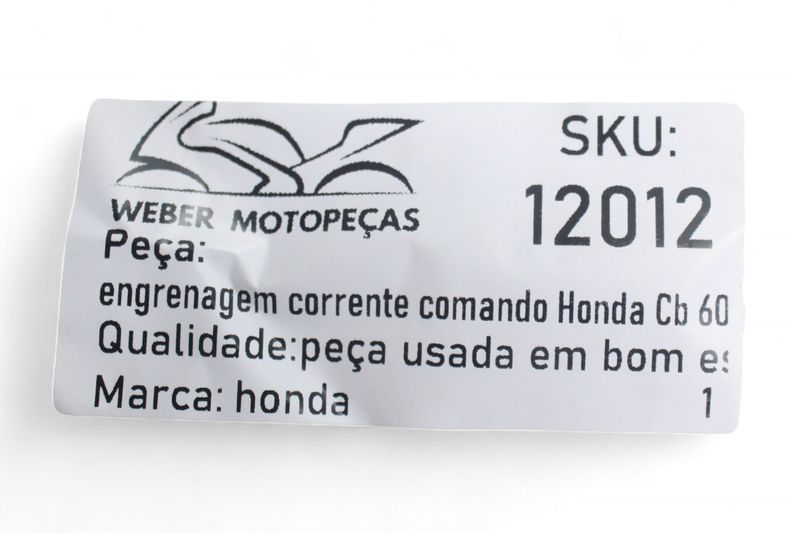 WEBER MOTOPEÇAS
SKU:
12012
Peça:
engrenagem corrente comando Honda Cb 60
Qualidade:peça usada em bom es
Marca: honda
1